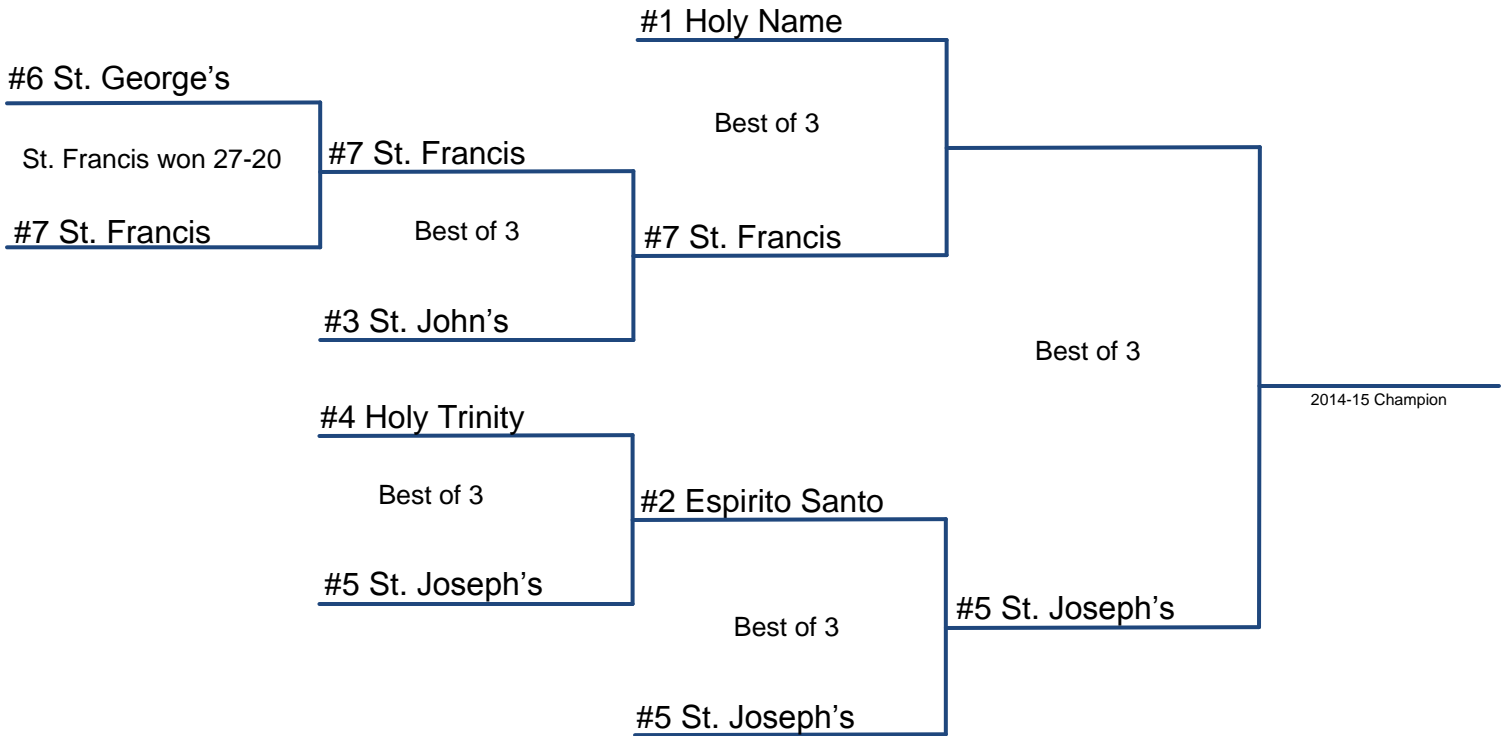 #1 Holy Name
#6 St. George’s
Best of 3
St. Francis won 27-20
#7 St. Francis
#7 St. Francis
Best of 3
#7 St. Francis
#3 St. John’s
Best of 3
2014-15 Champion
#4 Holy Trinity
Best of 3
#2 Espirito Santo
#5 St. Joseph’s
Best of 3
#5 St. Joseph’s
#5 St. Joseph’s